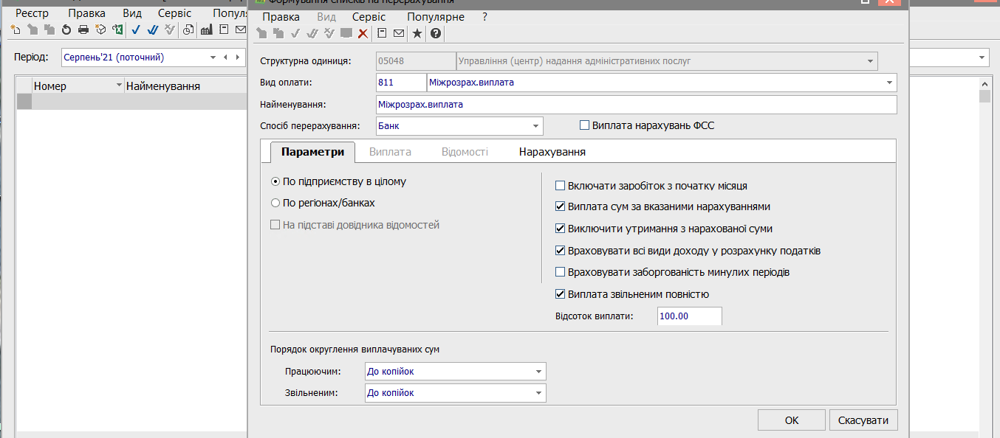 Формування списків на перерахування
Реєстр Правка Вид Сервіс
Правка Вид Сервіс Популярне ?
Період: Серпень'21 (поточний)
Номер Найменування
Структурна одиниця: 05048 Управління (центр) надання адміністративних послуг
Вид оплати: 811 Міжрозрах.виплата
Найменування: Міжрозрах.виплата
Спосіб перерахування: Банк Виплата нарахувань ФСС
Параметри Виплата Відомості Нарахування
По підприємству в цілому
По регіонах/банках
На підставі довідника відомостей
Включати заробіток з початку місяця
Виплата сум за вказаними нарахуваннями
Виключити утримання з нарахованої суми
Враховувати всі види доходу у розрахунку податків
Враховувати заборгованість минулих періодів
Виплата звільненим повністю
Відсоток виплати: 100.00
Порядок округлення виплачуваних сум
Працюючим: До копійок
Звільненим: До копійок
OK Скасувати